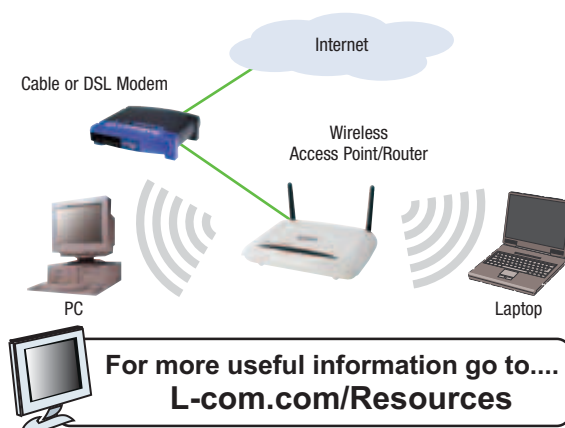 Internet
Cable or DSL Modem
Wireless
Access Point/Router
PC
Laptop
For more useful information go to....
L-com.com/Resources